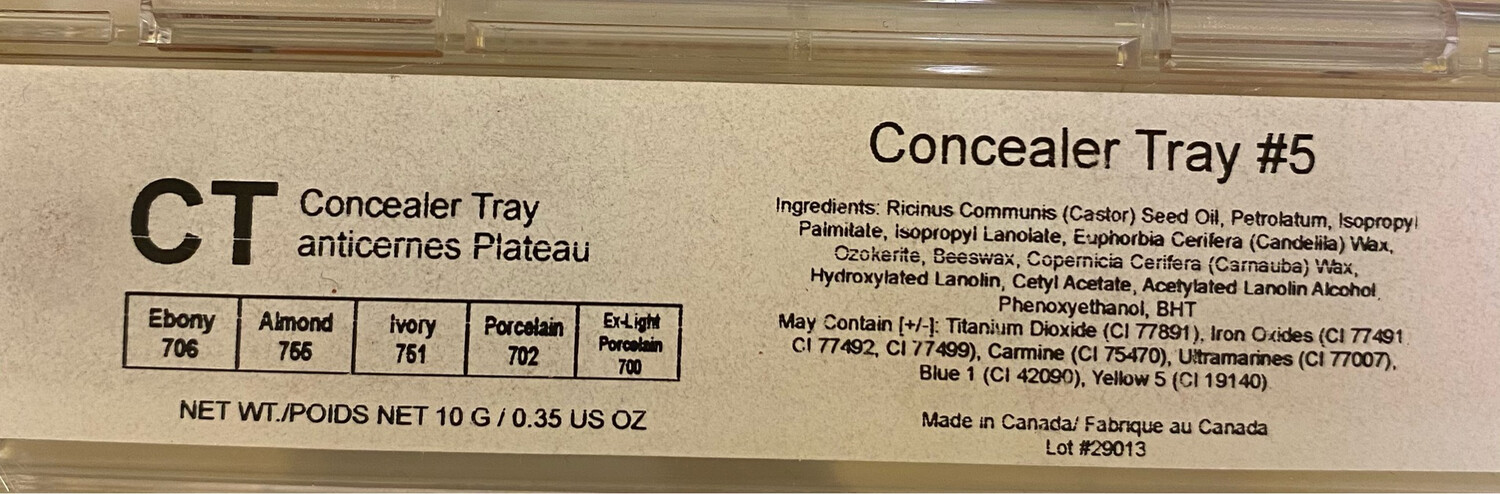 CT
Concealer Tray
anticernes Plateau
Ebony
706
Almond
755
Ivory
751
Porcelain
702
Ex-Light
Porcelain
700
NET WT./POIDS NET 10 G / 0.35 US OZ
Concealer Tray #5
Ingredients: Ricinus Communis (Castor) Seed Oil, Petrolatum, Isopropyl
Palmitate, Isopropyl Lanolate, Euphorbia Cerifera (Candelilla) Wax,
Ozokerite, Beeswax, Copernicia Cerifera (Carnauba) Wax,
Hydroxylated Lanolin, Cetyl Acetate, Acetylated Lanolin Alcohol,
Phenoxyethanol, BHT
May Contain [+/-]: Titanium Dioxide (CI 77891), Iron Oxides (CI 77491
CI 77492, CI 77499), Carmine (CI 75470), Ultramarines (CI 77007),
Blue 1 (CI 42090), Yellow 5 (CI 19140)
Made in Canada/ Fabrique au Canada
Lot #29013